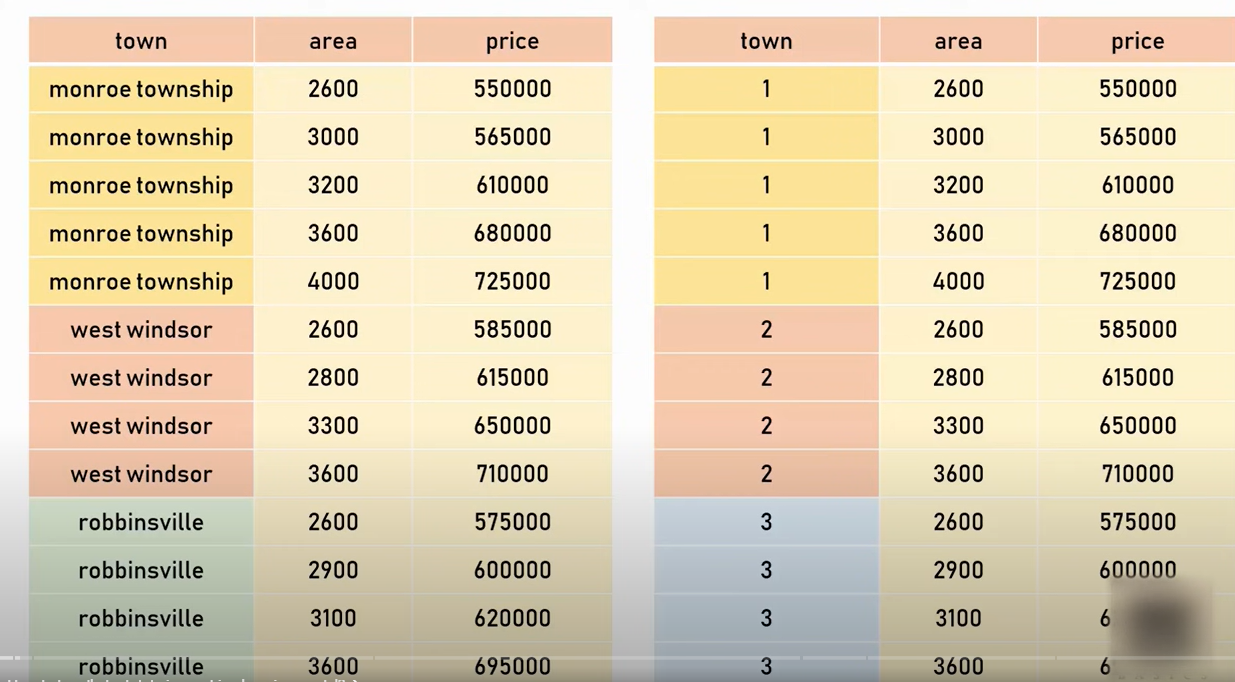 town area price town area price
monroe township 2600 550000 1 2600 550000
monroe township 3000 565000 1 3000 565000
monroe township 3200 610000 1 3200 610000
monroe township 3600 680000 1 3600 680000
monroe township 4000 725000 1 4000 725000
west windsor 2600 585000 2 2600 585000
west windsor 2800 615000 2 2800 615000
west windsor 3300 650000 2 3300 650000
west windsor 3600 710000 2 3600 710000
robbinsville 2600 575000 3 2600 575000
robbinsville 2900 600000 3 2900 600000
robbinsville 3100 620000 3 3100 6
robbinsville 3600 695000 3 3600 6